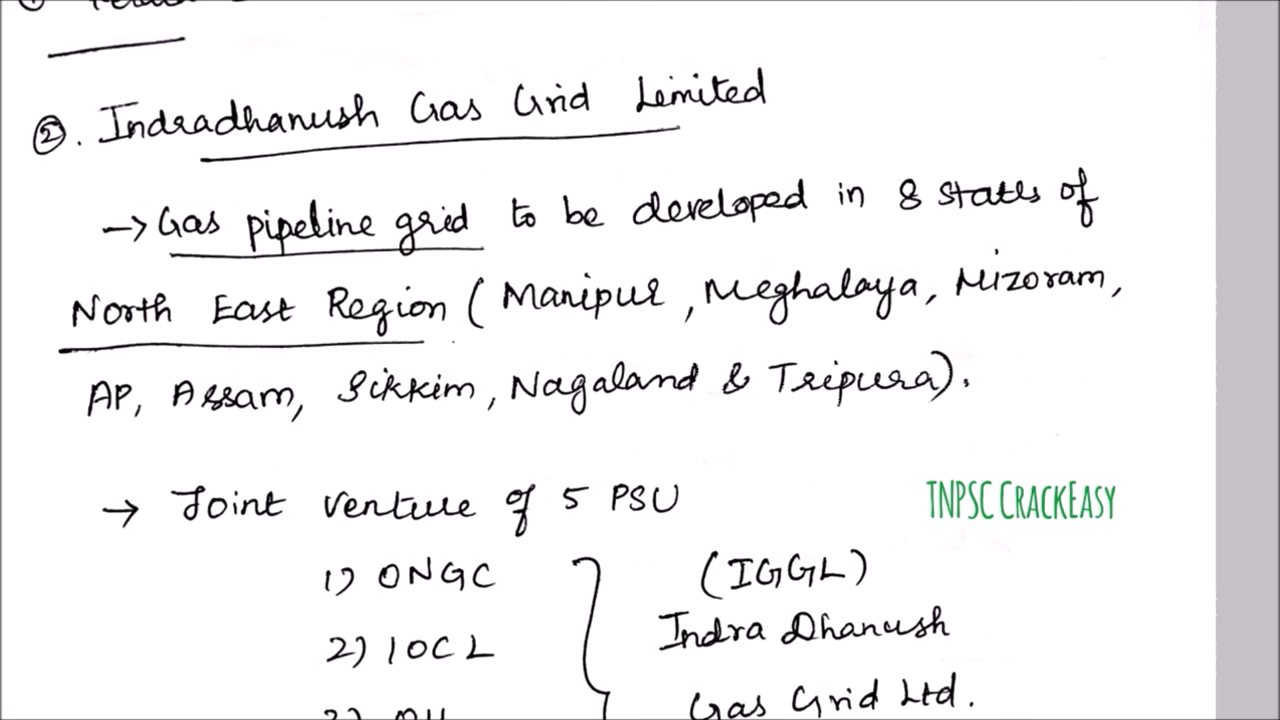 ②. Indradhanush Gas Grid Limited
→ Gas pipeline grid to be developed in 8 states of
North East Region ( Manipur, Meghalaya, Mizoram,
AP, Assam, Sikkim, Nagaland & Tripura).
→ Joint Venture of 5 PSU
TNPSC CrackEasy
1) ONGC
(IGGL)
2) IOCL
Indra Dhanush
Gas Grid Ltd.